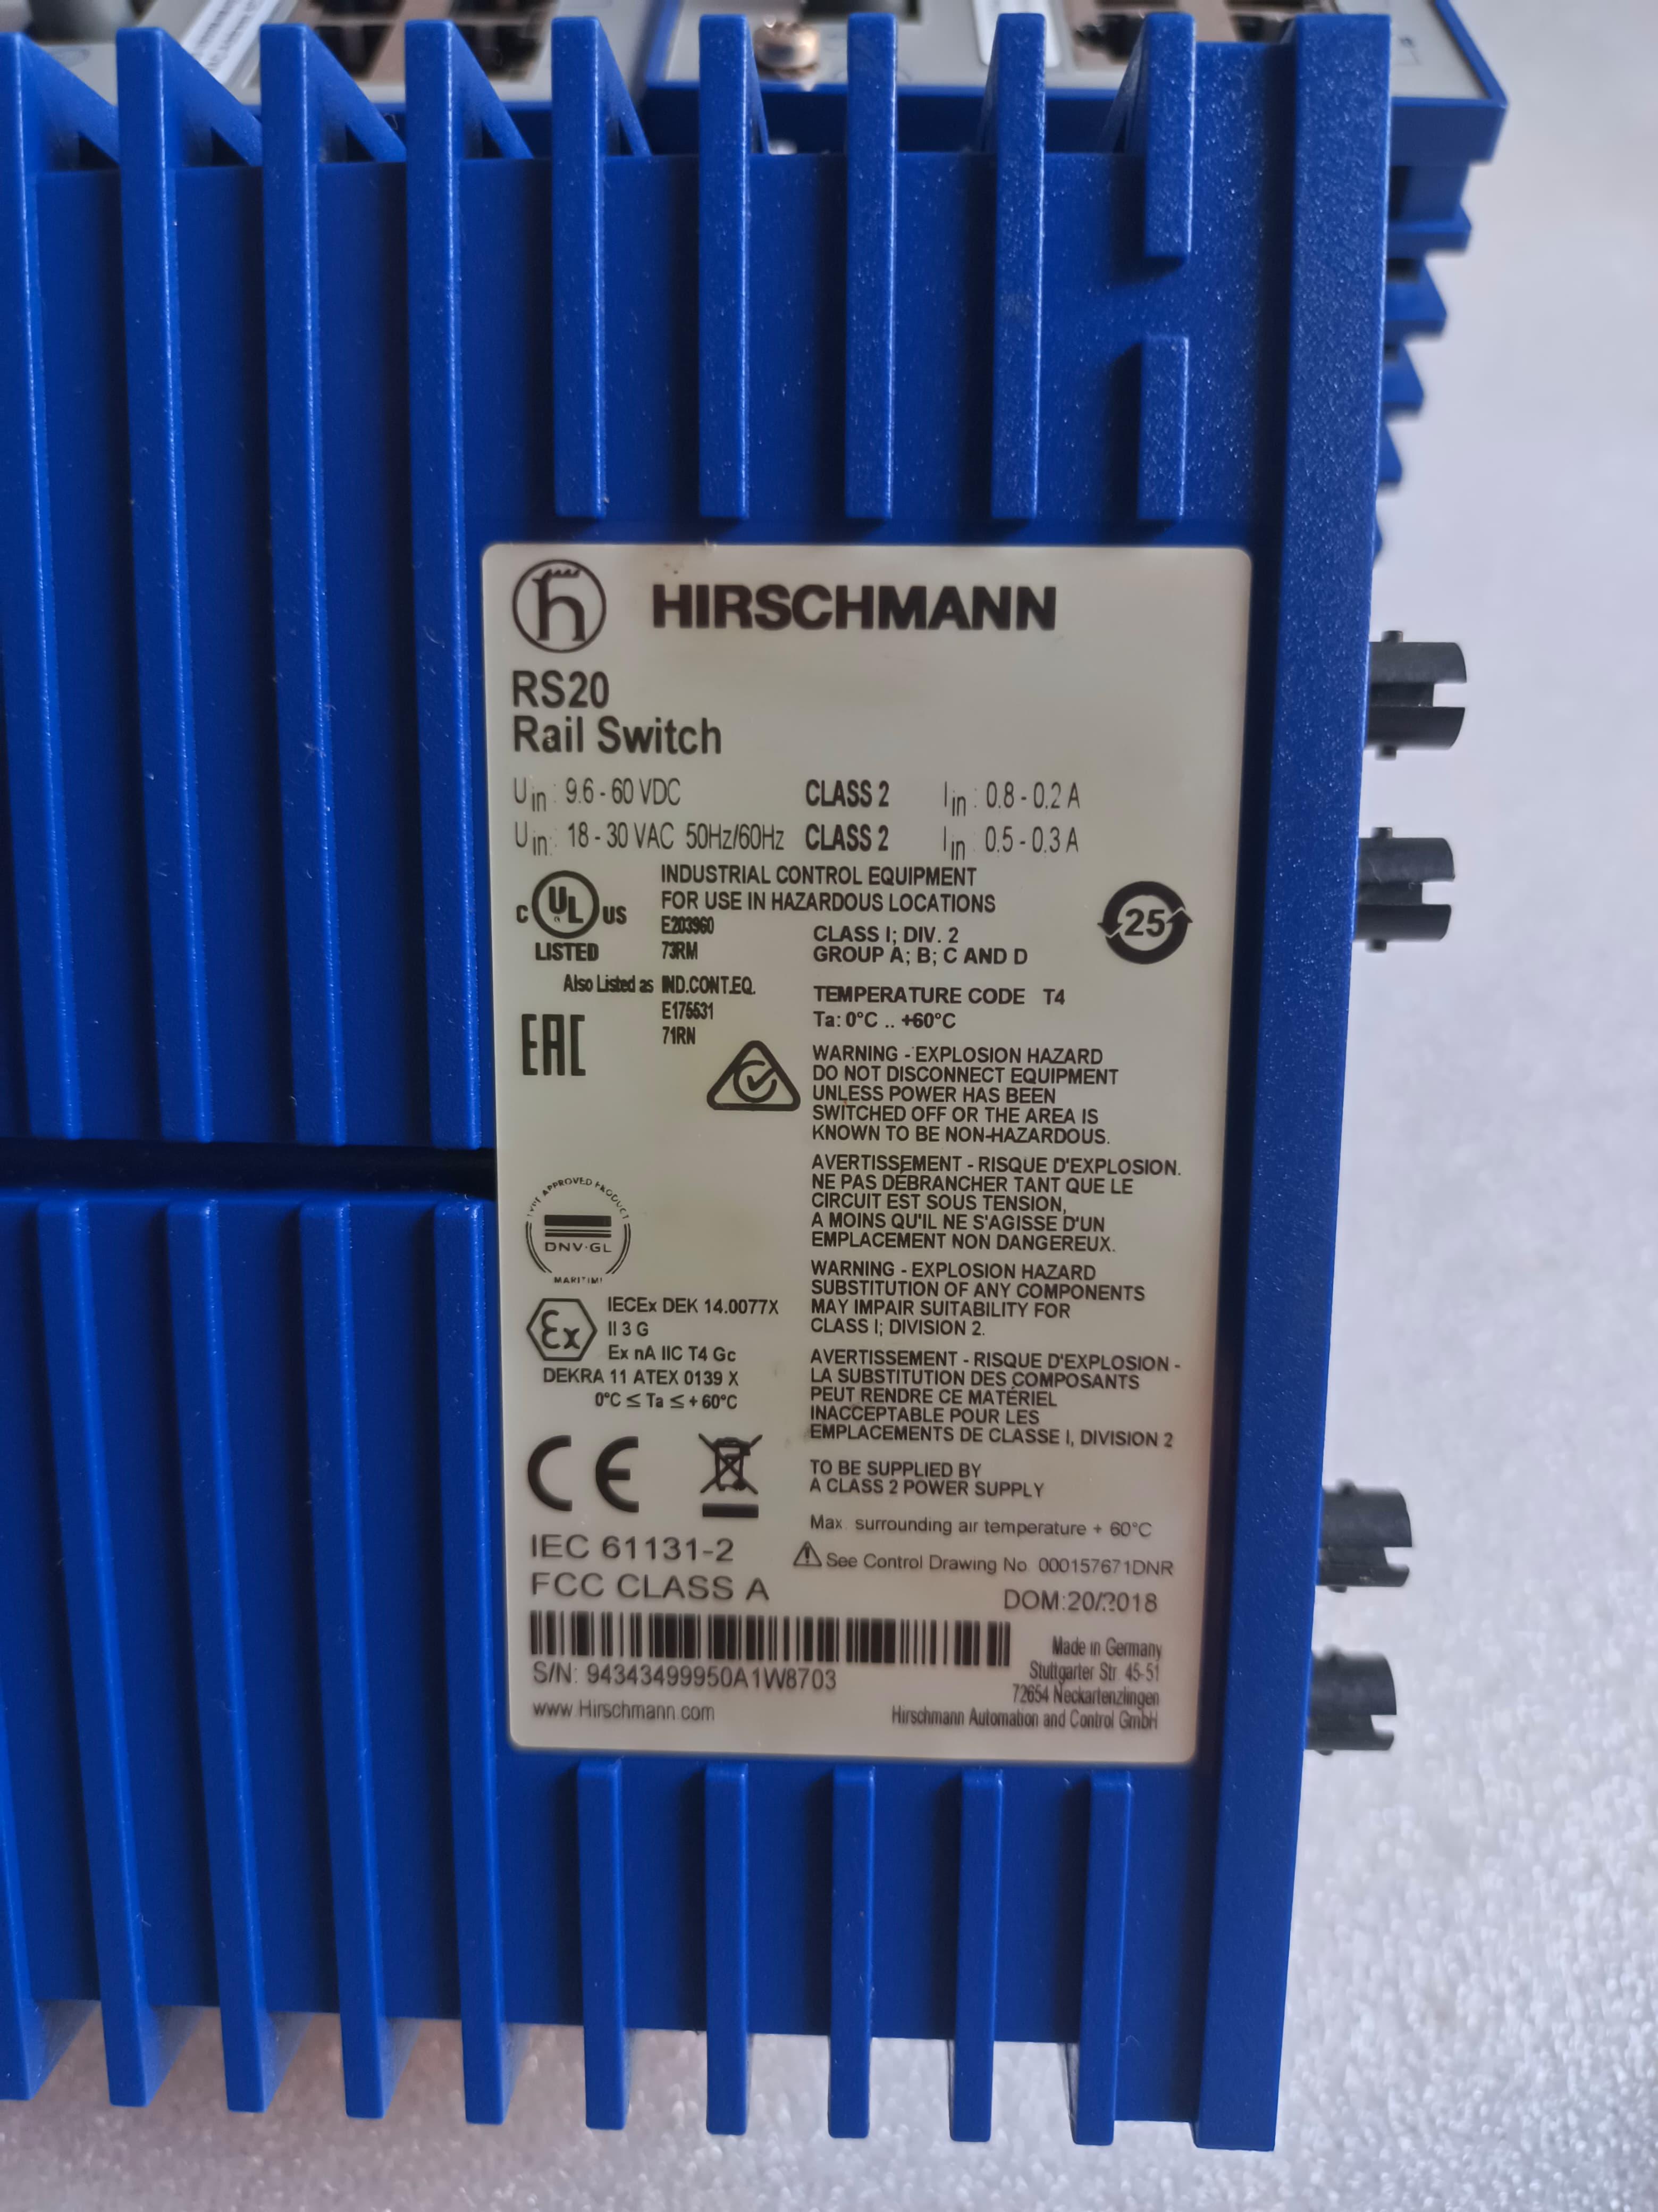 HIRSCHMANN
RS20
Rail Switch
Uin: 9.6 - 60 VDC CLASS 2 Iin: 0.8 - 0.2 A
Uin: 18 - 30 VAC 50Hz/60Hz CLASS 2 Iin: 0.5 - 0.3 A
INDUSTRIAL CONTROL EQUIPMENT
FOR USE IN HAZARDOUS LOCATIONS
C UL US
LISTED
E203960
73RM
Also Listed as IND.CONT.EQ.
E175531
71RN
CLASS I; DIV. 2
GROUP A; B; C AND D
25
TEMPERATURE CODE T4
Ta: 0°C .. +60°C
EAC
WARNING - EXPLOSION HAZARD
DO NOT DISCONNECT EQUIPMENT
UNLESS POWER HAS BEEN
SWITCHED OFF OR THE AREA IS
KNOWN TO BE NON-HAZARDOUS.
AVERTISSEMENT - RISQUE D'EXPLOSION.
NE PAS DÉBRANCHER TANT QUE LE
CIRCUIT EST SOUS TENSION,
A MOINS QU'IL NE S'AGISSE D'UN
EMPLACEMENT NON DANGEREUX.
TYPE APPROVED PRODUCT
DNV·GL
WARNING - EXPLOSION HAZARD
SUBSTITUTION OF ANY COMPONENTS
MAY IMPAIR SUITABILITY FOR
CLASS I; DIVISION 2.
Ex
IECEx DEK 14.0077X
II 3 G
Ex nA IIC T4 Gc
DEKRA 11 ATEX 0139 X
0°C ≤ Ta ≤ + 60°C
AVERTISSEMENT - RISQUE D'EXPLOSION -
LA SUBSTITUTION DES COMPOSANTS
PEUT RENDRE CE MATÉRIEL
INACCEPTABLE POUR LES
EMPLACEMENTS DE CLASSE I, DIVISION 2
CE
TO BE SUPPLIED BY
A CLASS 2 POWER SUPPLY
Max. surrounding air temperature + 60°C
See Control Drawing No. 000157671DNR
IEC 61131-2
FCC CLASS A
DOM:20/2018
S/N: 94343499950A1W8703
www.Hirschmann.com
Made in Germany
Stuttgarter Str. 45-51
72654 Neckartenzlingen
Hirschmann Automation and Control GmbH